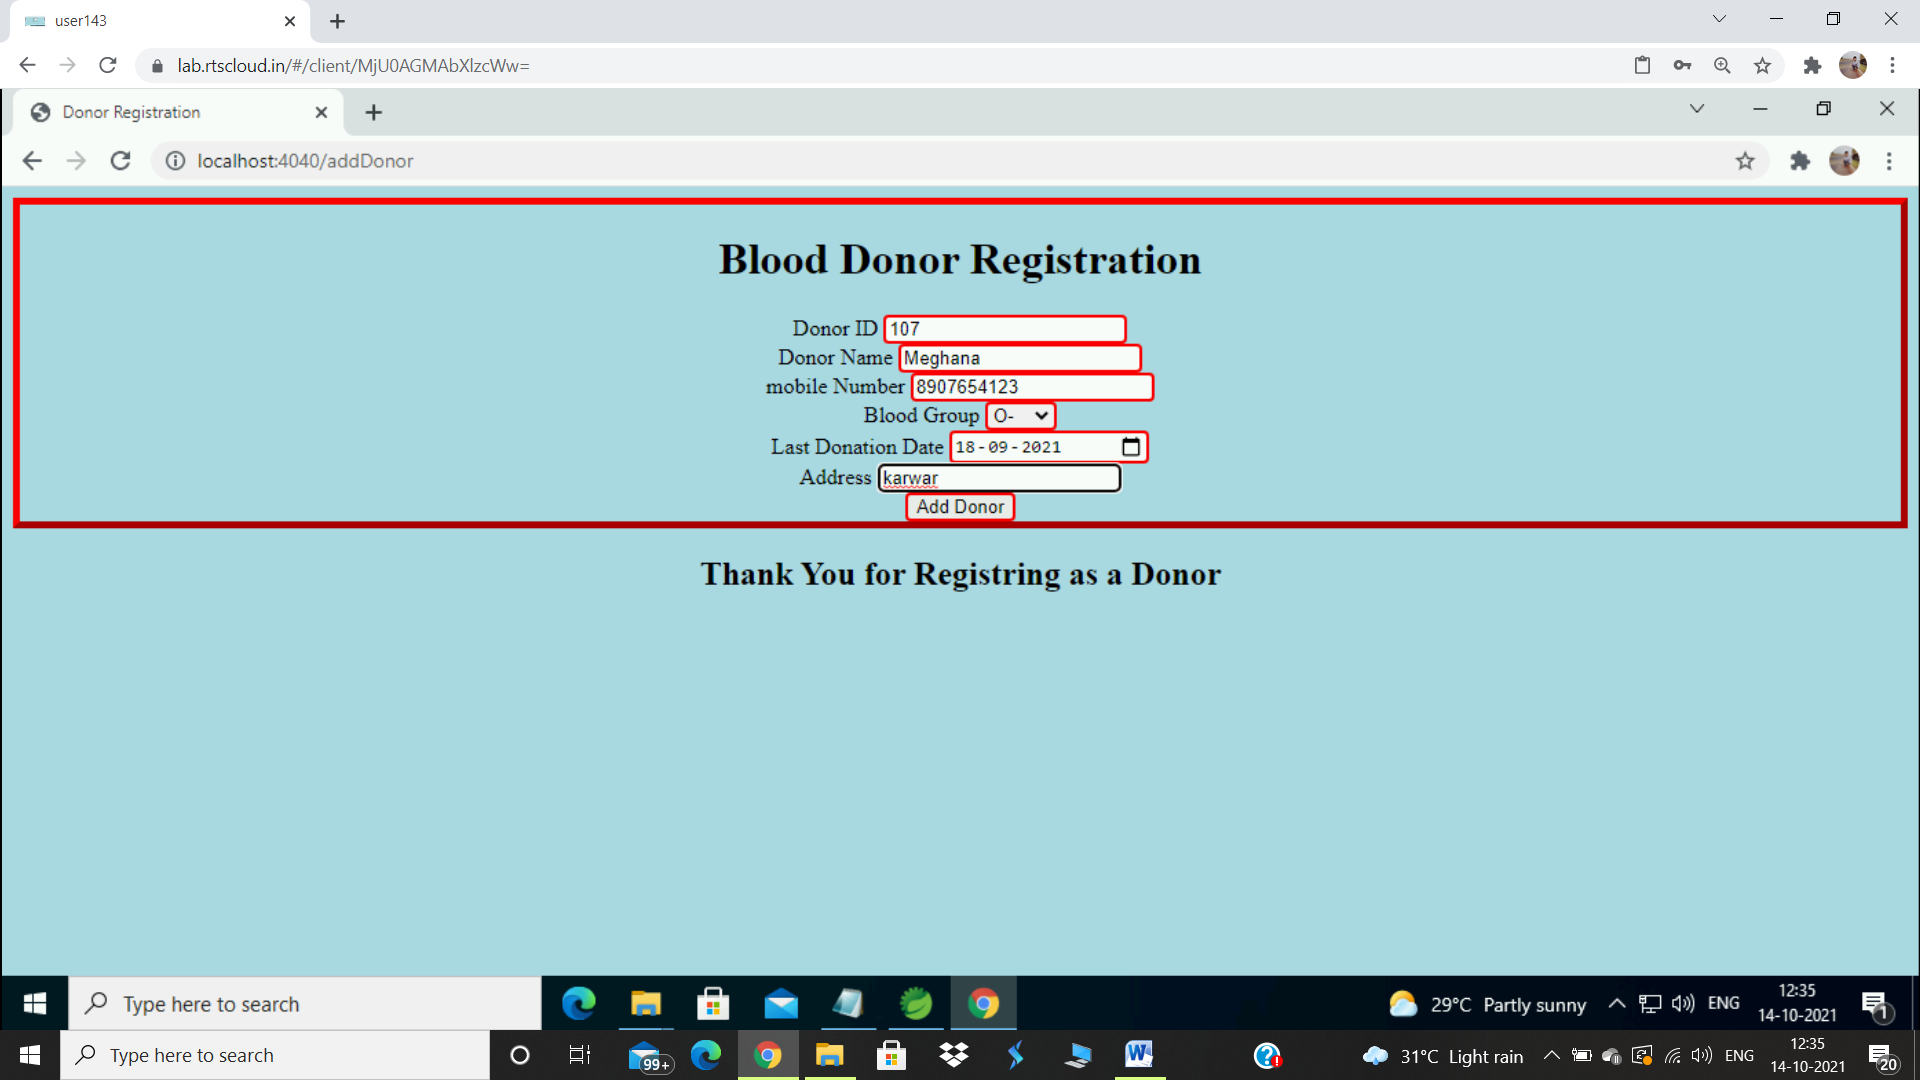 user143
lab.rtscloud.in/#/client/MjU0AGMAbXlzcWw=
Donor Registration
localhost:4040/addDonor
Blood Donor Registration
Donor ID 107
Donor Name Meghana
mobile Number 8907654123
Blood Group O-
Last Donation Date 18-09-2021
Address karwar
Add Donor
Thank You for Registring as a Donor
Type here to search
29°C Partly sunny
ENG
12:35
14-10-2021
1
Type here to search
99+
31°C Light rain
ENG
12:35
14-10-2021
20